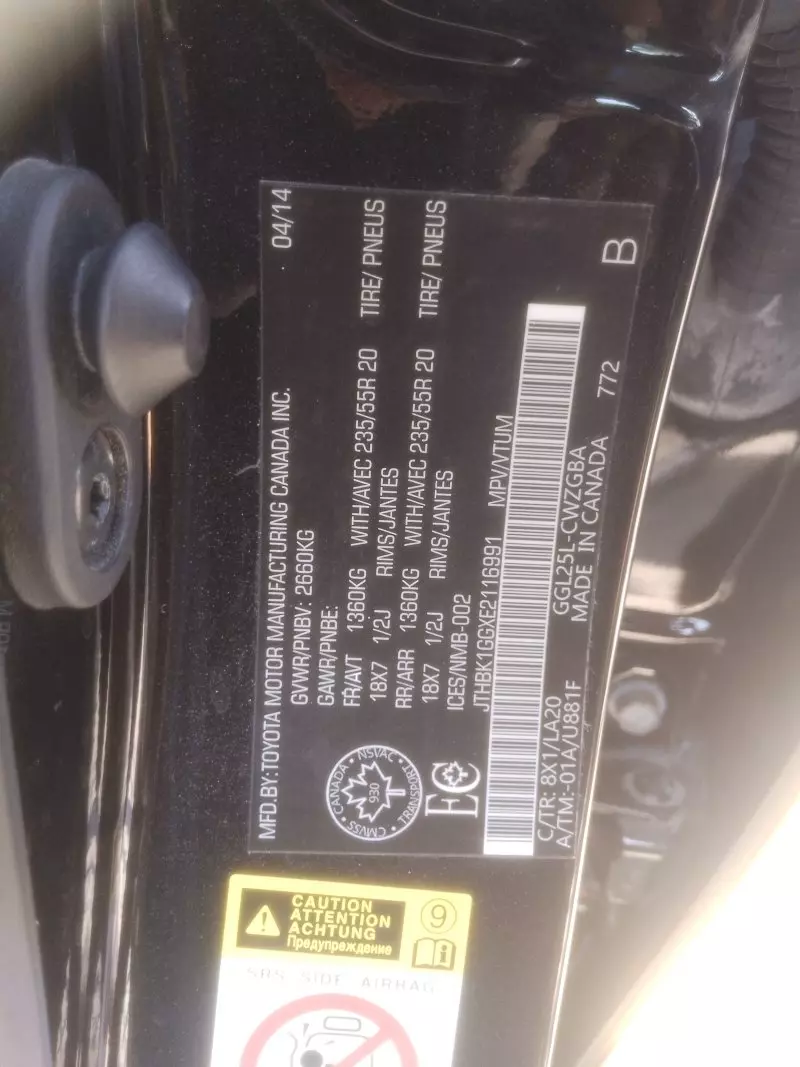 MFD.BY:TOYOTA MOTOR MANUFACTURING CANADA INC. 04/14
GVWR/PNBV: 2660KG
GAWR/PNBE:
FR/AVT 1360KG WITH/AVEC 235/55R 20 TIRE/ PNEUS
18X7 1/2J RIMS/JANTES
RR/ARR 1360KG WITH/AVEC 235/55R 20 TIRE/ PNEUS
18X7 1/2J RIMS/JANTES
ICES/NMB-002
JTHBK1GGXE2116991 MPV/VTUM
CANADA
NSVAC
TRANSPORT
CMVSS
930
EC
B
C/TR: 8X1/LA20 GGL25L-CWZGBA
A/TM:-01A/U881F MADE IN CANADA 772
CAUTION
ATTENTION
ACHTUNG
Предупреждение
9
i
SRS SIDE AIRBAG